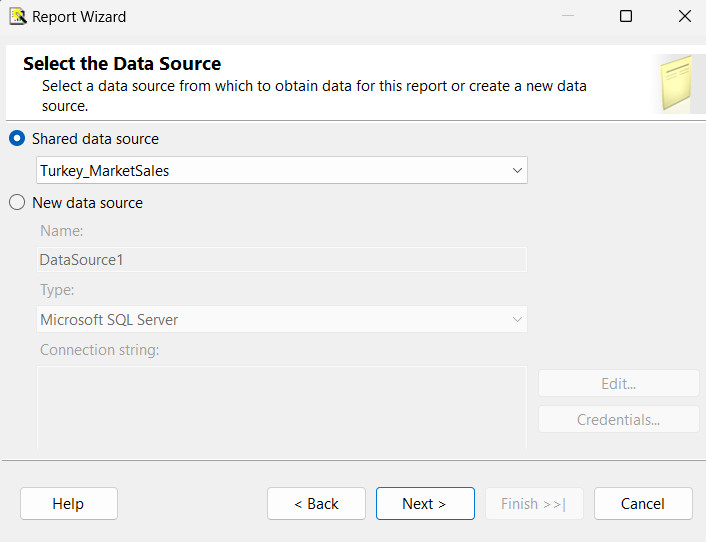 Report Wizard
Select the Data Source
Select a data source from which to obtain data for this report or create a new data
source.
Shared data source
Turkey_MarketSales
New data source
Name:
DataSource1
Type:
Microsoft SQL Server
Connection string:
Edit...
Credentials...
Help
< Back
Next >
Finish >>|
Cancel